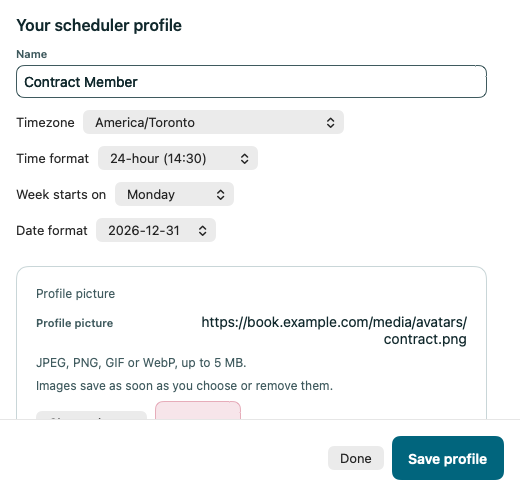 Your scheduler profile
Name
Contract Member
Timezone America/Toronto
Time format 24-hour (14:30)
Week starts on Monday
Date format 2026-12-31
Profile picture
Profile picture https://book.example.com/media/avatars/
contract.png
JPEG, PNG, GIF or WebP, up to 5 MB.
Images save as soon as you choose or remove them.
Done Save profile